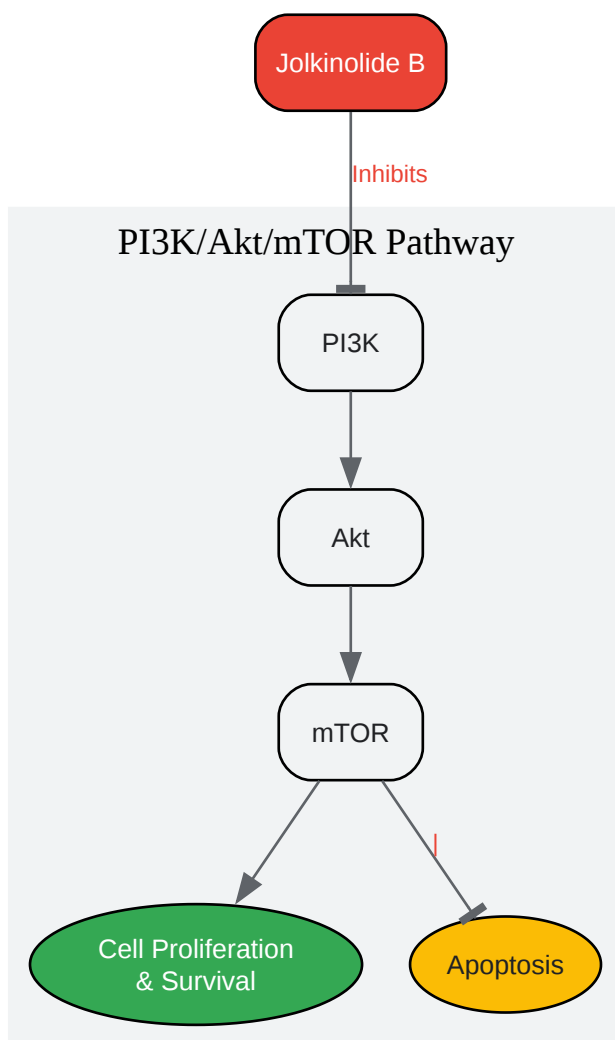 Jolkinolide B
Inhibits
PI3K/Akt/mTOR Pathway
PI3K
Akt
mTOR
|
Cell Proliferation
& Survival
Apoptosis